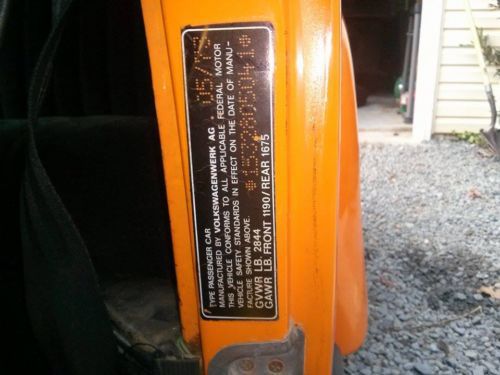 TYPE PASSENGER CAR
MANUFACTURED BY VOLKSWAGENWERK AG 05/73
THIS VEHICLE CONFORMS TO ALL APPLICABLE FEDERAL MOTOR
VEHICLE SAFETY STANDARDS IN EFFECT ON THE DATE OF MANU-
FACTURE SHOWN ABOVE.
GVWR LB. 2844
GAWR LB. FRONT 1190/REAR 1675